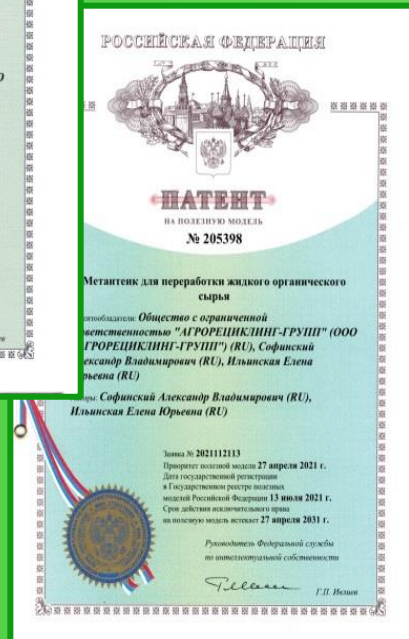 РОССИЙСКАЯ ФЕДЕРАЦИЯ
ПАТЕНТ
НА ПОЛЕЗНУЮ МОДЕЛЬ
№ 205398
Метантенк для переработки жидкого органического
сырья
Общество с ограниченной
ответственностью "АГРОРЕЦИКЛИНГ-ГРУПП" (ООО
АГРОРЕЦИКЛИНГ-ГРУПП") (RU), Софинский
Александр Владимирович (RU), Ильинская Елена
Юрьевна (RU)
Софинский Александр Владимирович (RU),
Ильинская Елена Юрьевна (RU)
Заявка № 2021112113
Приоритет полезной модели 27 апреля 2021 г.
Дата государственной регистрации
в Государственном реестре полезных
моделей Российской Федерации 13 июля 2021 г.
Срок действия исключительного права
на полезную модель истекает 27 апреля 2031 г.
Руководитель Федеральной службы
по интеллектуальной собственности
Г.П. Ивлиев